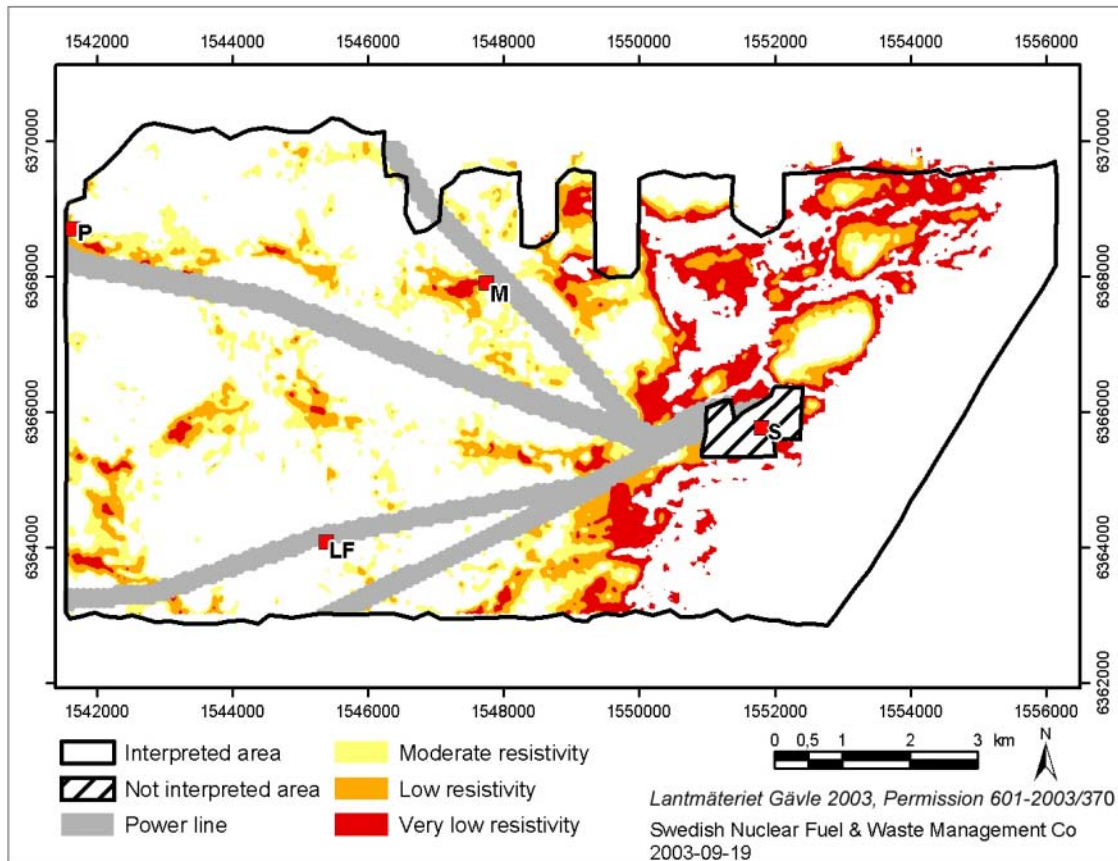 1542000 1544000 1546000 1548000 1550000 1552000 1554000 1556000
6370000 6370000
P
6368000 6368000
M
6366000 6366000
S
6364000 6364000
LF
6362000 6362000
1542000 1544000 1546000 1548000 1550000 1552000 1554000 1556000
Interpreted area
Not interpreted area
Power line
Moderate resistivity
Low resistivity
Very low resistivity
0 0,5 1 2 3 km
N
Lantmäteriet Gävle 2003, Permission 601-2003/370
Swedish Nuclear Fuel & Waste Management Co
2003-09-19